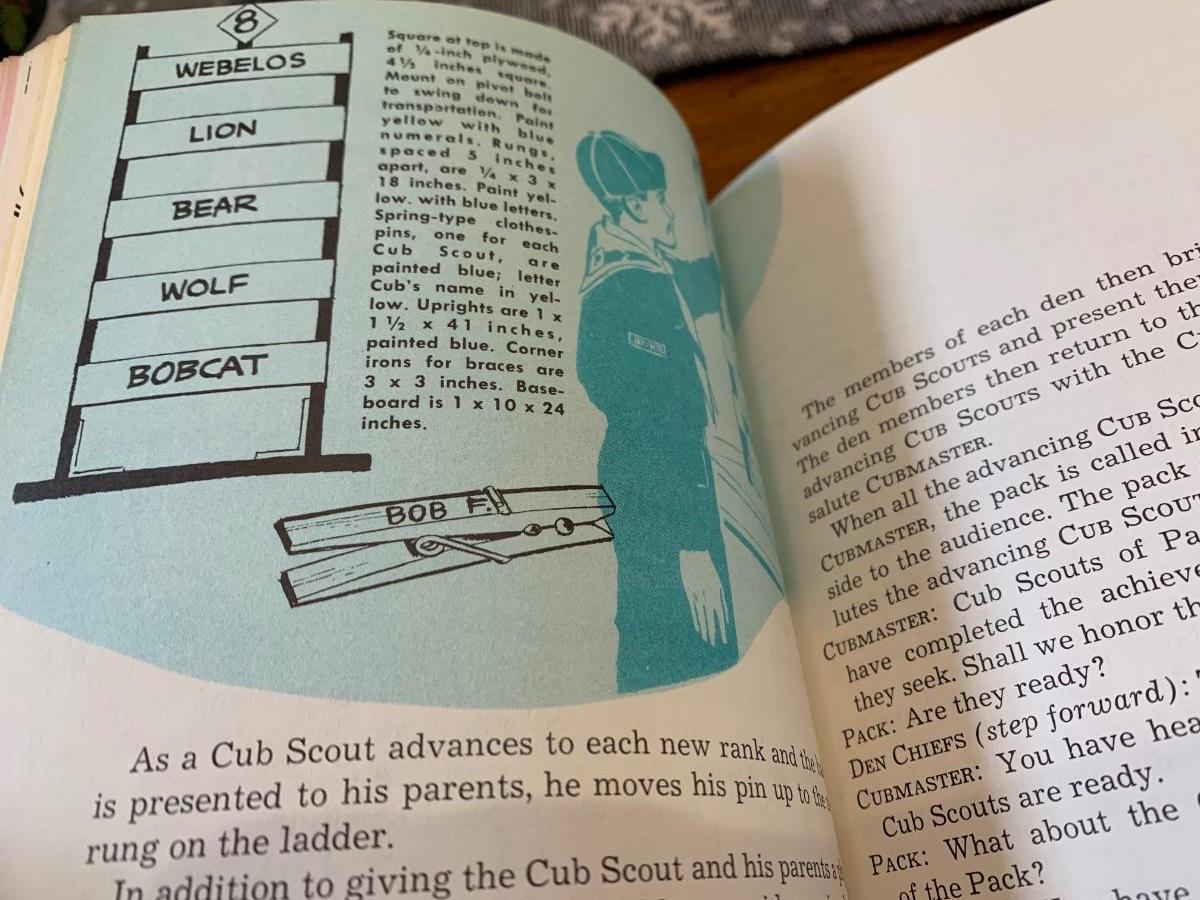 8
WEBELOS
LION
BEAR
WOLF
BOBCAT
Square at top is made
of ¼-inch plywood,
4½ inches square.
Mount on pivot bolt
to swing down for
transportation. Paint
yellow with blue
numerals. Rungs,
spaced 5 inches
apart, are ¼ x 3 x
18 inches. Paint yel-
low. with blue letters.
Spring-type clothes-
pins, one for each
Cub Scout, are
painted blue; letter
Cub's name in yel-
low. Uprights are 1 x
1½ x 41 inches,
painted blue. Corner
irons for braces are
3 x 3 inches. Base-
board is 1 x 10 x 24
inches.
BOB F.
As a Cub Scout advances to each new rank and the
is presented to his parents, he moves his pin up to the
rung on the ladder.
In addition to giving the Cub Scout and his parents
The members of each den then
vancing CUB SCOUTS and present
The den members then return to
advancing CUB SCOUTS with the
salute CUBMASTER.
When all the advancing CUB
CUBMASTER, the pack is called
side to the audience. The pack
lutes the advancing CUB
CUBMASTER: Cub Scouts of
have completed the
they seek. Shall we honor
PACK: Are they ready?
DEN CHIEFS (step forward):
CUBMASTER: You have
Cub Scouts are ready.
PACK: What about the
of the Pack?
have